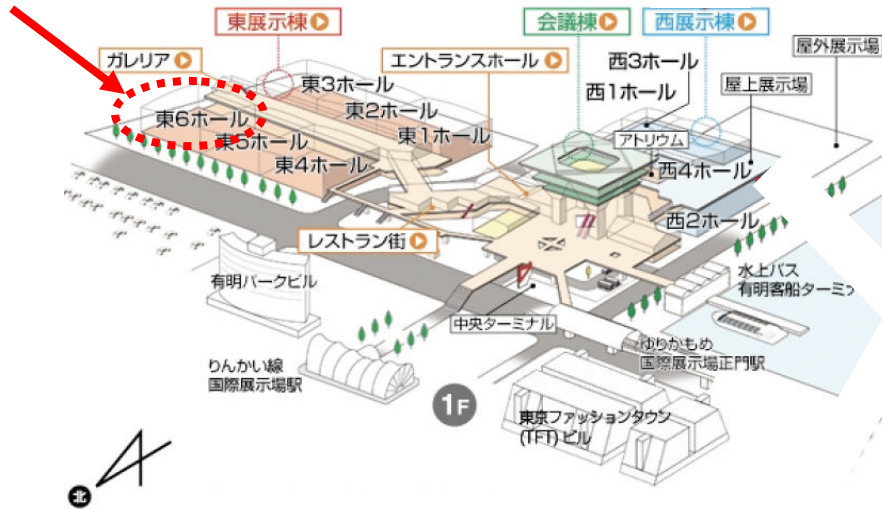 東展示棟
会議棟
西展示棟
ガレリア
エントランスホール
西3ホール
屋外展示場
東3ホール
西1ホール
屋上展示場
東6ホール
東2ホール
東5ホール
東1ホール
アトリウム
東4ホール
西4ホール
西2ホール
レストラン街
有明パークビル
水上バス
有明客船ターミ
中央ターミナル
ゆりかもめ
国際展示場正門駅
りんかい線
国際展示場駅
1F
東京ファッションタウン
(TFT)ビル
北